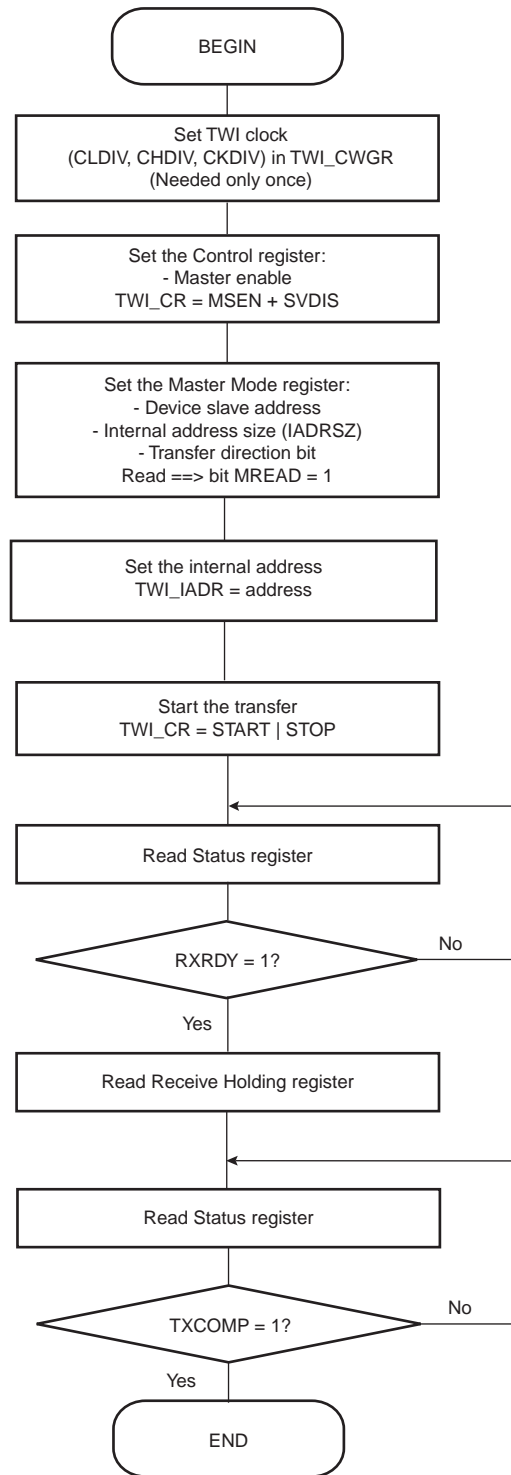 BEGIN
Set TWI clock
(CLDIV, CHDIV, CKDIV) in TWI_CWGR
(Needed only once)
Set the Control register:
- Master enable
TWI_CR = MSEN + SVDIS
Set the Master Mode register:
- Device slave address
- Internal address size (IADRSZ)
- Transfer direction bit
Read ==> bit MREAD = 1
Set the internal address
TWI_IADR = address
Start the transfer
TWI_CR = START | STOP
Read Status register
RXRDY = 1?
No
Yes
Read Receive Holding register
Read Status register
TXCOMP = 1?
No
Yes
END